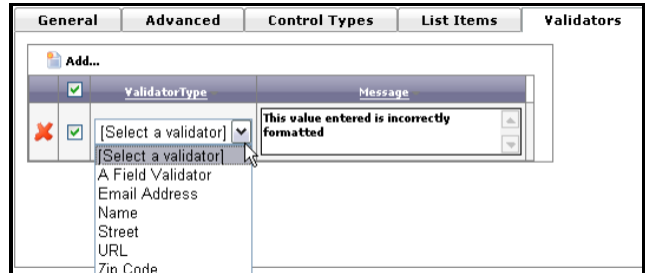 General Advanced Control Types List Items Validators
Add...
ValidatorType Message
[Select a validator] This value entered is incorrectly
formatted
[Select a validator]
A Field Validator
Email Address
Name
Street
URL
Zip Code